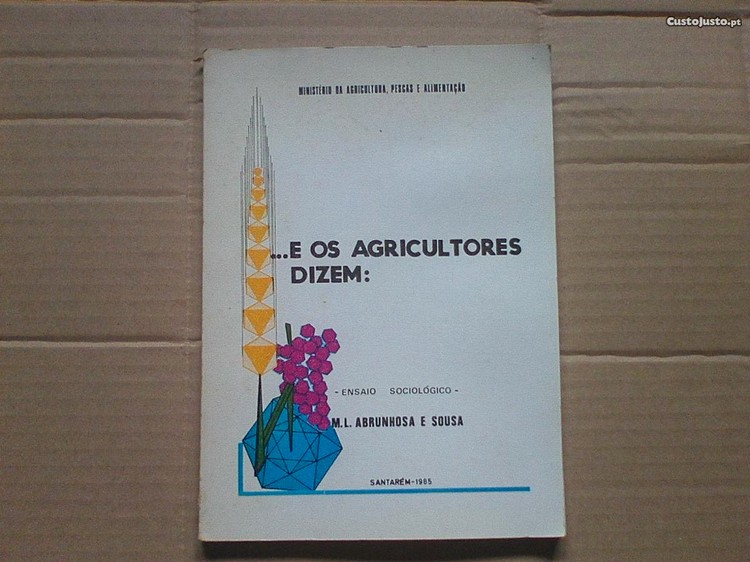 CustoJusto.pt
MINISTÉRIO DA AGRICULTURA, PESCAS E ALIMENTAÇÃO
...E OS AGRICULTORES
DIZEM:
- ENSAIO SOCIOLÓGICO -
M.L. ABRUNHOSA E SOUSA
SANTARÉM-1985